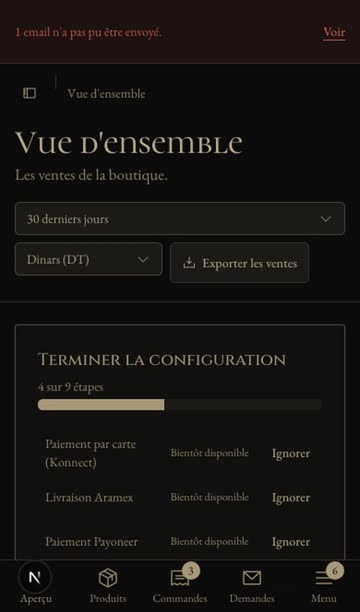 1 email n'a pas pu être envoyé.
Voir
Vue d'ensemble
Vue d'ensemble
Les ventes de la boutique.
30 derniers jours
Dinars (DT)
Exporter les ventes
Terminer la configuration
4 sur 9 étapes
Paiement par carte
(Konnect)
Bientôt disponible
Ignorer
Livraison Aramex
Bientôt disponible
Ignorer
Paiement Payoneer
Bientôt disponible
Ignorer
N
3
6
Aperçu
Produits
Commandes
Demandes
Menu